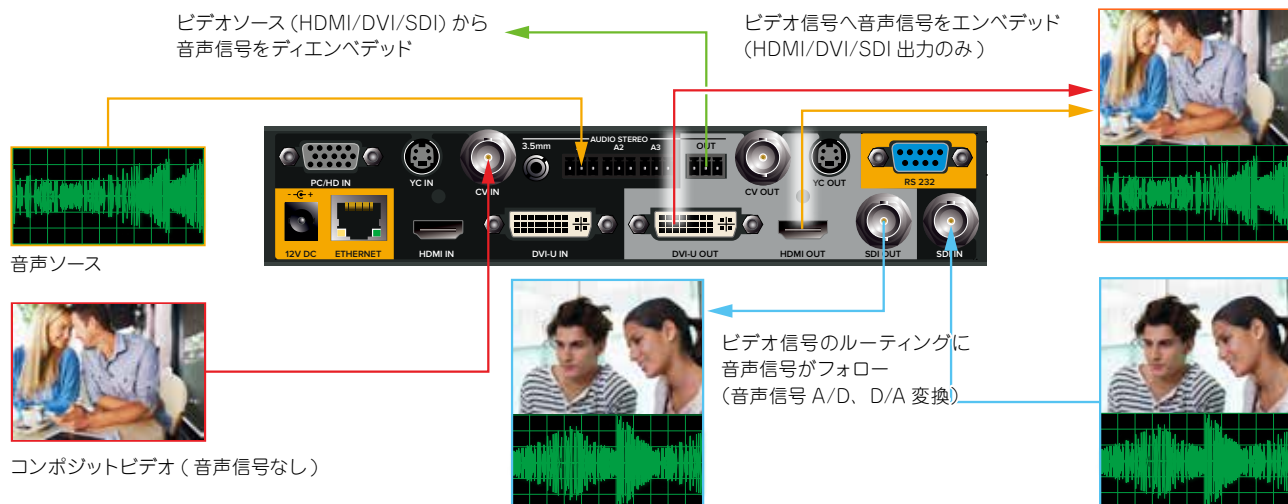 ビデオソース (HDMI/DVI/SDI) から
音声信号をディエンベデッド
ビデオ信号へ音声信号をエンベデッド
(HDMI/DVI/SDI 出力のみ )
3.5mm
AUDIO STEREO
A2
A3
OUT
PC/HD IN
YC IN
CV IN
CV OUT
YC OUT
RS 232
12V DC
ETHERNET
HDMI IN
DVI-U IN
DVI-U OUT
HDMI OUT
SDI OUT
SDI IN
音声ソース
ビデオ信号のルーティングに
音声信号がフォロー
（音声信号 A/D、D/A 変換）
コンポジットビデオ ( 音声信号なし )